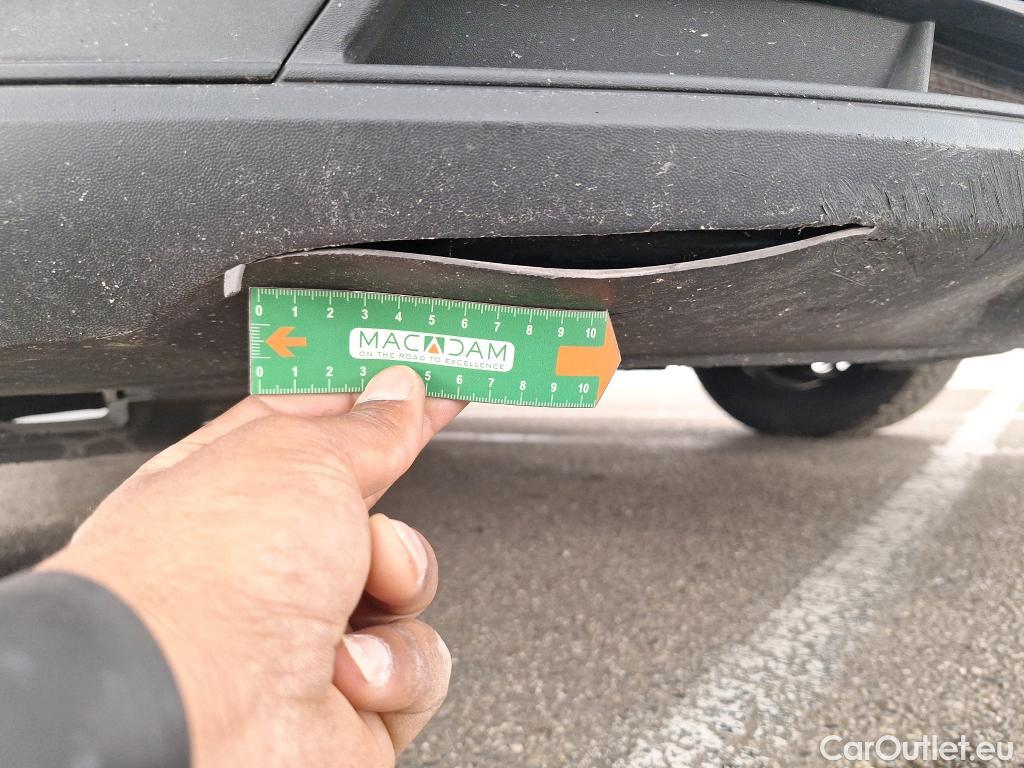 0 1 2 3 4 5 6 7 8 9 10
MACADAM
ON THE ROAD TO EXCELLENCE
0 1 2 3 5 6 7 8 9 10
CarOutlet.eu